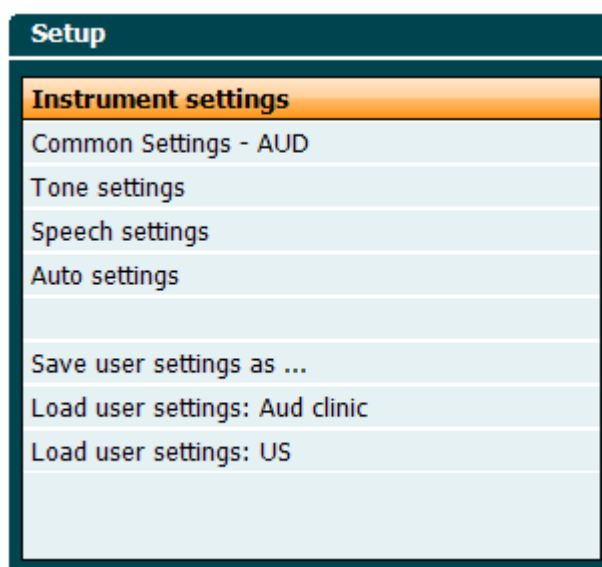 Setup
Instrument settings
Common Settings - AUD
Tone settings
Speech settings
Auto settings
Save user settings as ...
Load user settings: Aud clinic
Load user settings: US